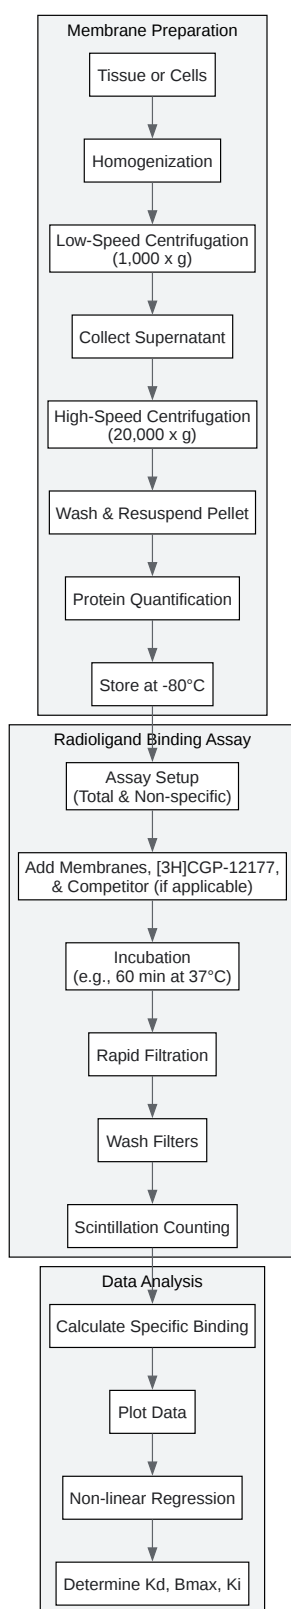 Membrane Preparation
Tissue or Cells
Homogenization
Low-Speed Centrifugation
(1,000 x g)
Collect Supernatant
High-Speed Centrifugation
(20,000 x g)
Wash & Resuspend Pellet
Protein Quantification
Store at -80°C
Radioligand Binding Assay
Assay Setup
(Total & Non-specific)
Add Membranes, [3H]CGP-12177,
& Competitor (if applicable)
Incubation
(e.g., 60 min at 37°C)
Rapid Filtration
Wash Filters
Scintillation Counting
Data Analysis
Calculate Specific Binding
Plot Data
Non-linear Regression
Determine Kd, Bmax, Ki